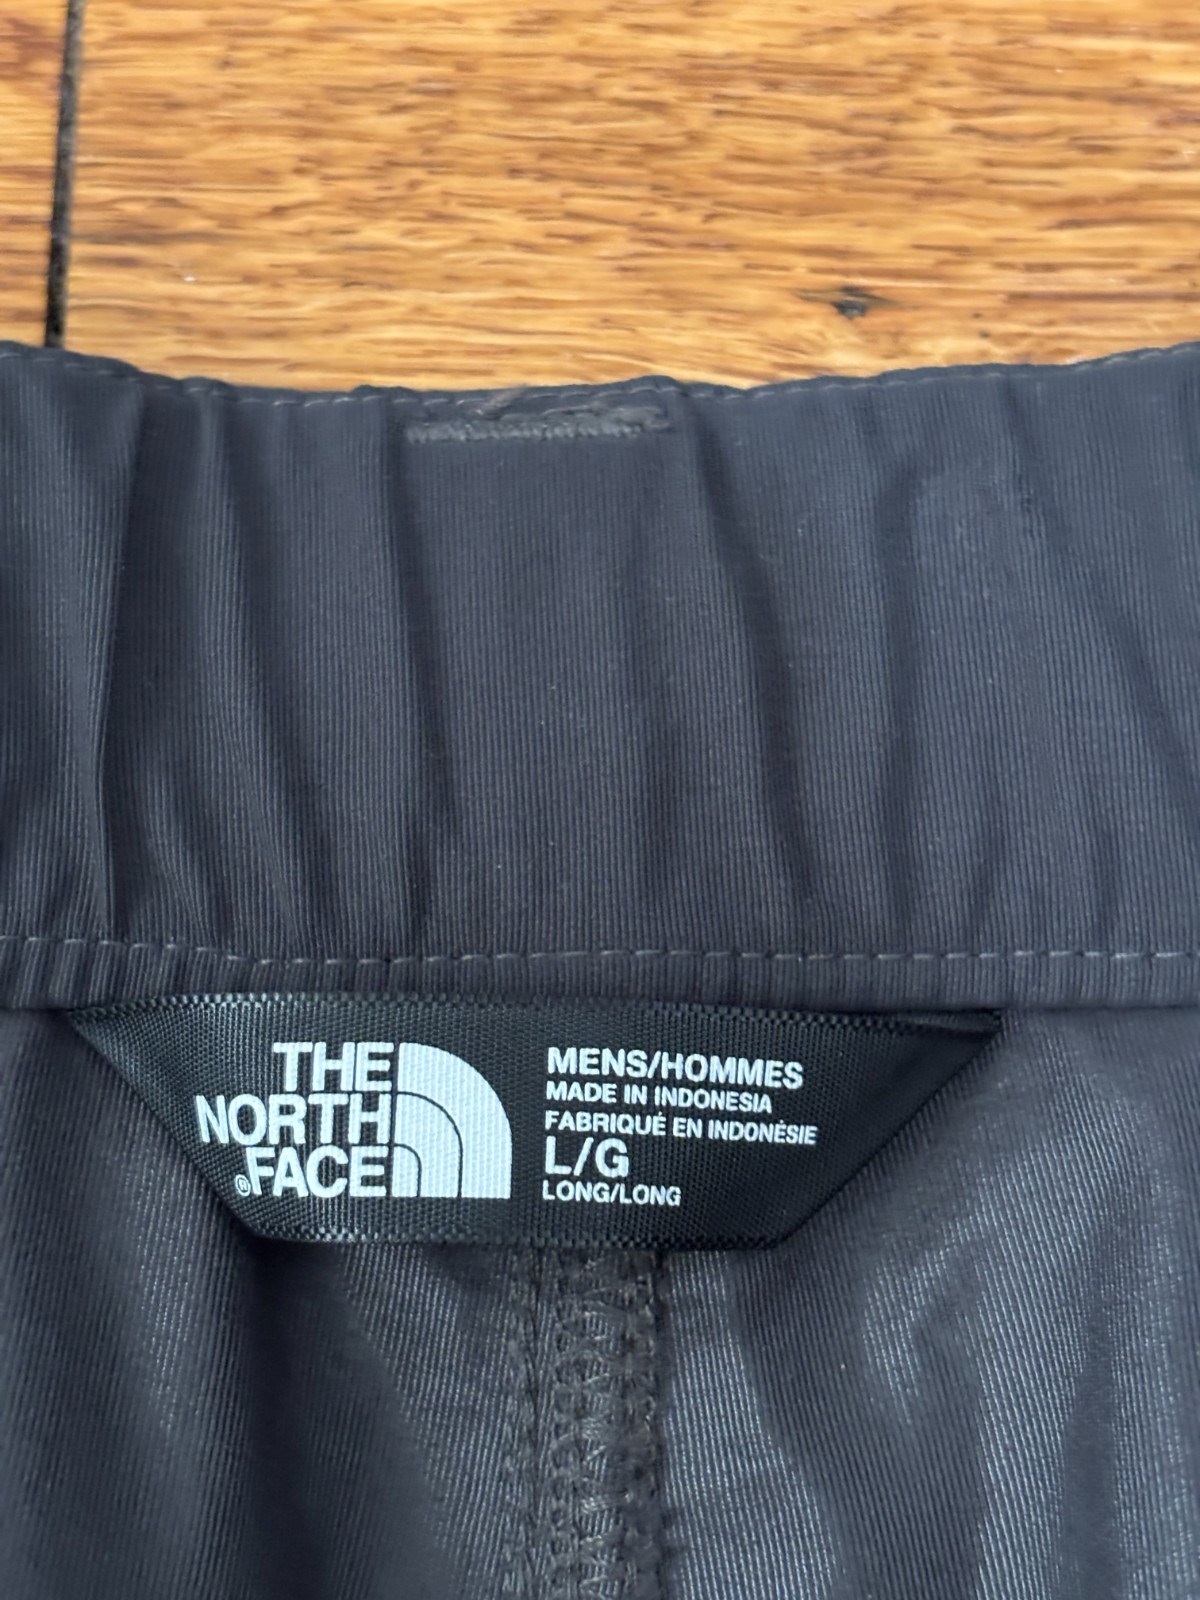 THE
NORTH
®FACE
MENS/HOMMES
MADE IN INDONESIA
FABRIQUÉ EN INDONÉSIE
L/G
LONG/LONG